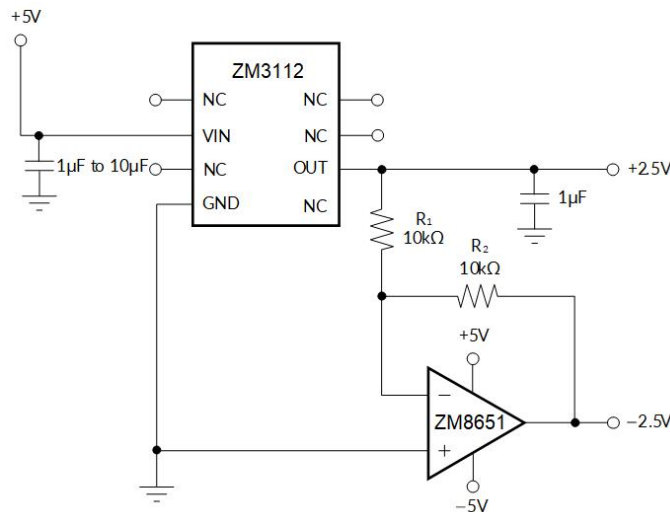 +5V
ZM3112
NC
NC
VIN
NC
1µF to 10µF
NC
OUT
+2.5V
GND
NC
1µF
R₁
10kΩ
R₂
10kΩ
+5V
−
ZM8651
−2.5V
+
−5V